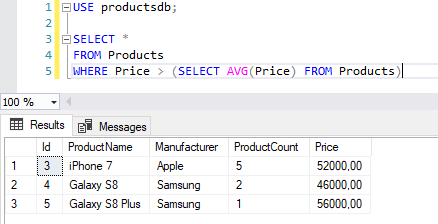 1 USE productsdb;
2
3 SELECT *
4 FROM Products
5 WHERE Price > (SELECT AVG(Price) FROM Products)
100 %
Results Messages
Id ProductName Manufacturer ProductCount Price
1 3 iPhone 7 Apple 5 52000,00
2 4 Galaxy S8 Samsung 2 46000,00
3 5 Galaxy S8 Plus Samsung 1 56000,00